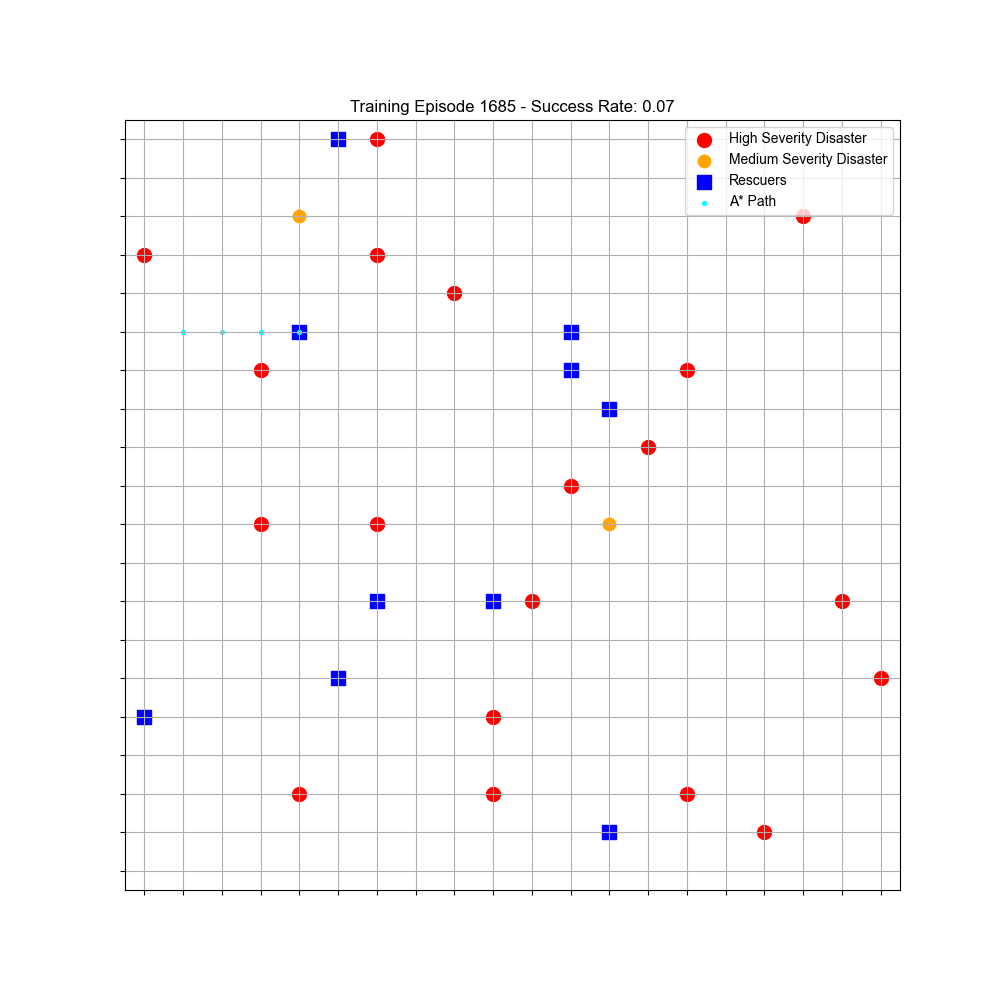 Training Episode 1685 - Success Rate: 0.07
High Severity Disaster
Medium Severity Disaster
Rescuers
A* Path